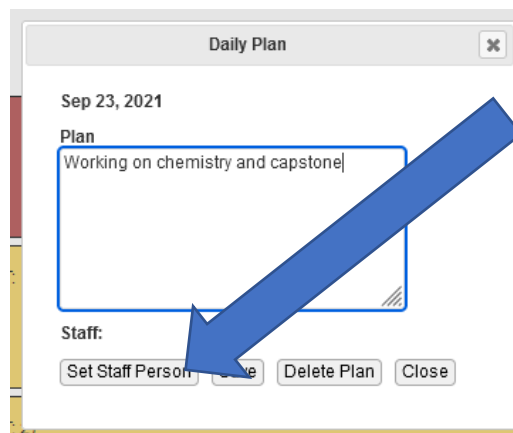 Daily Plan
Sep 23, 2021
Plan
Working on chemistry and capstone
Staff:
Set Staff Person Delete Plan Close